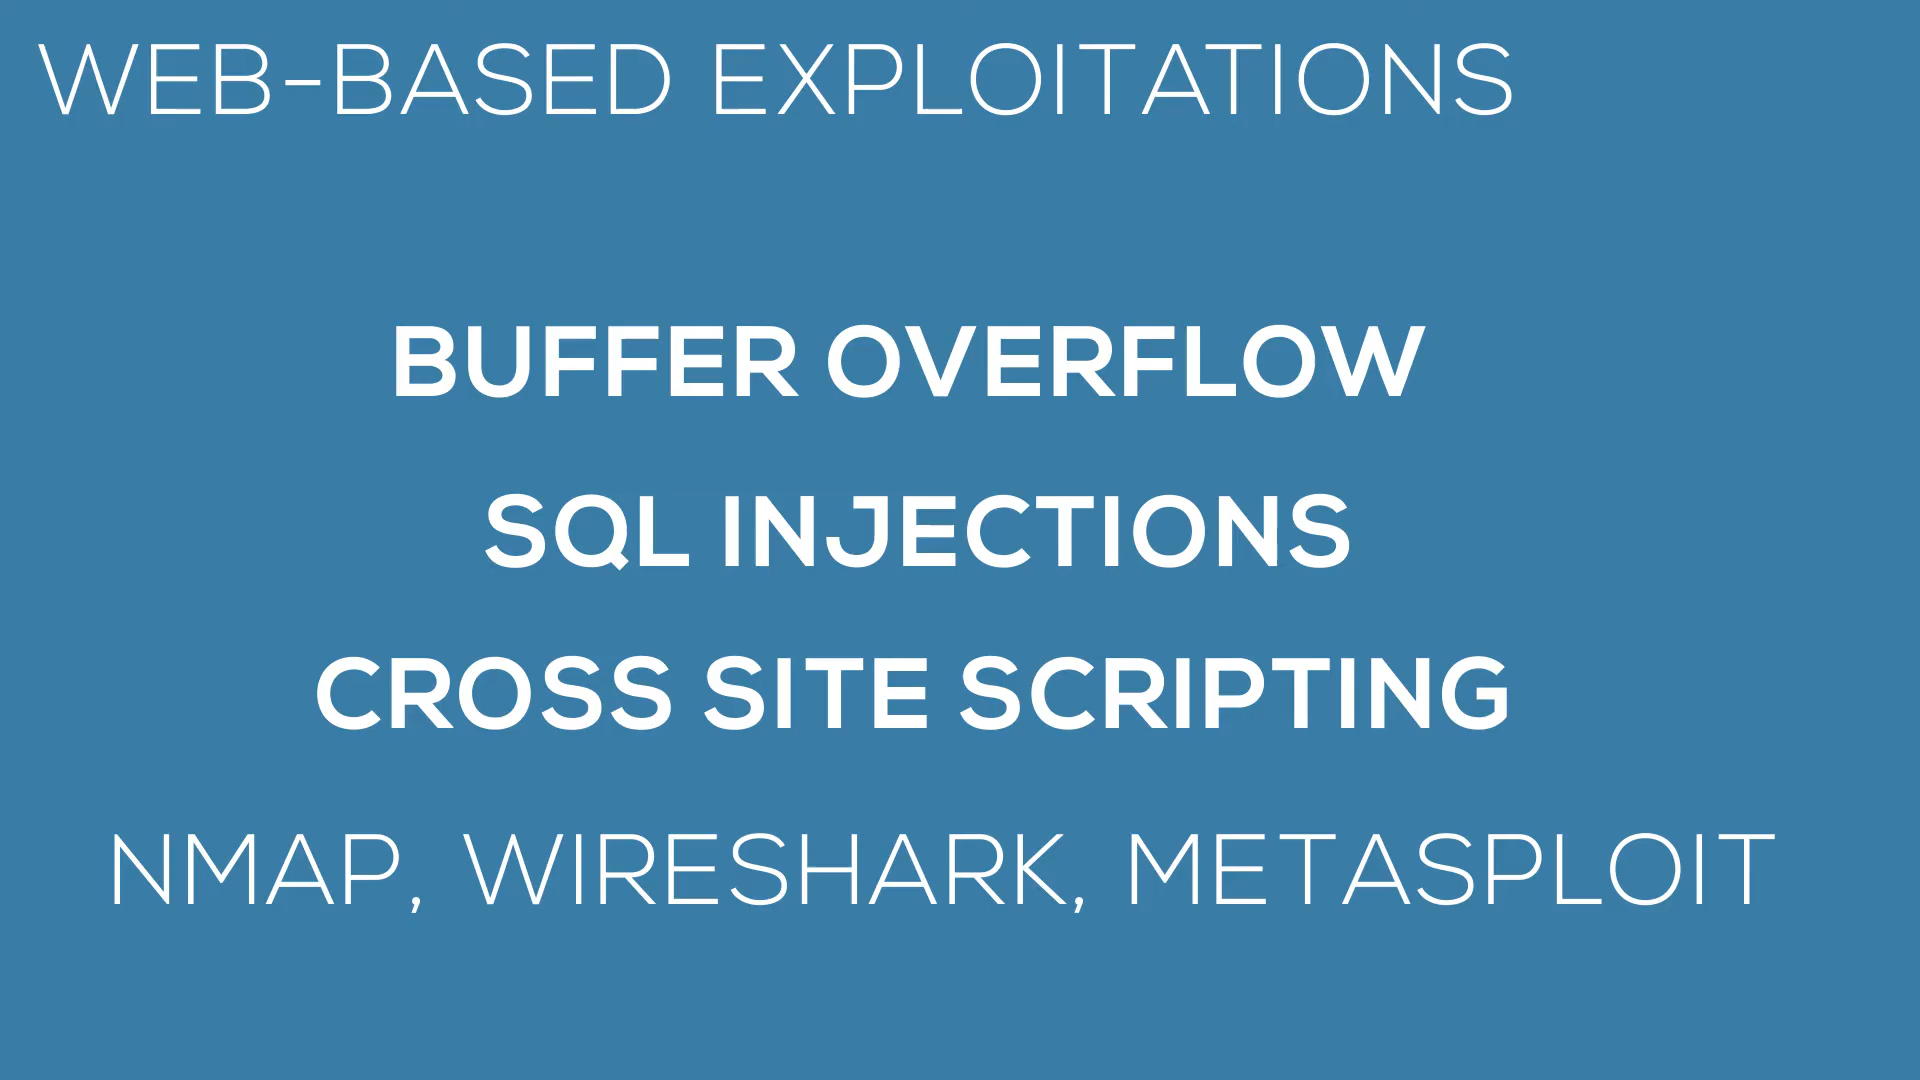 WEB-BASED EXPLOITATIONS
BUFFER OVERFLOW
SQL INJECTIONS
CROSS SITE SCRIPTING
NMAP, WIRESHARK, METASPLOIT